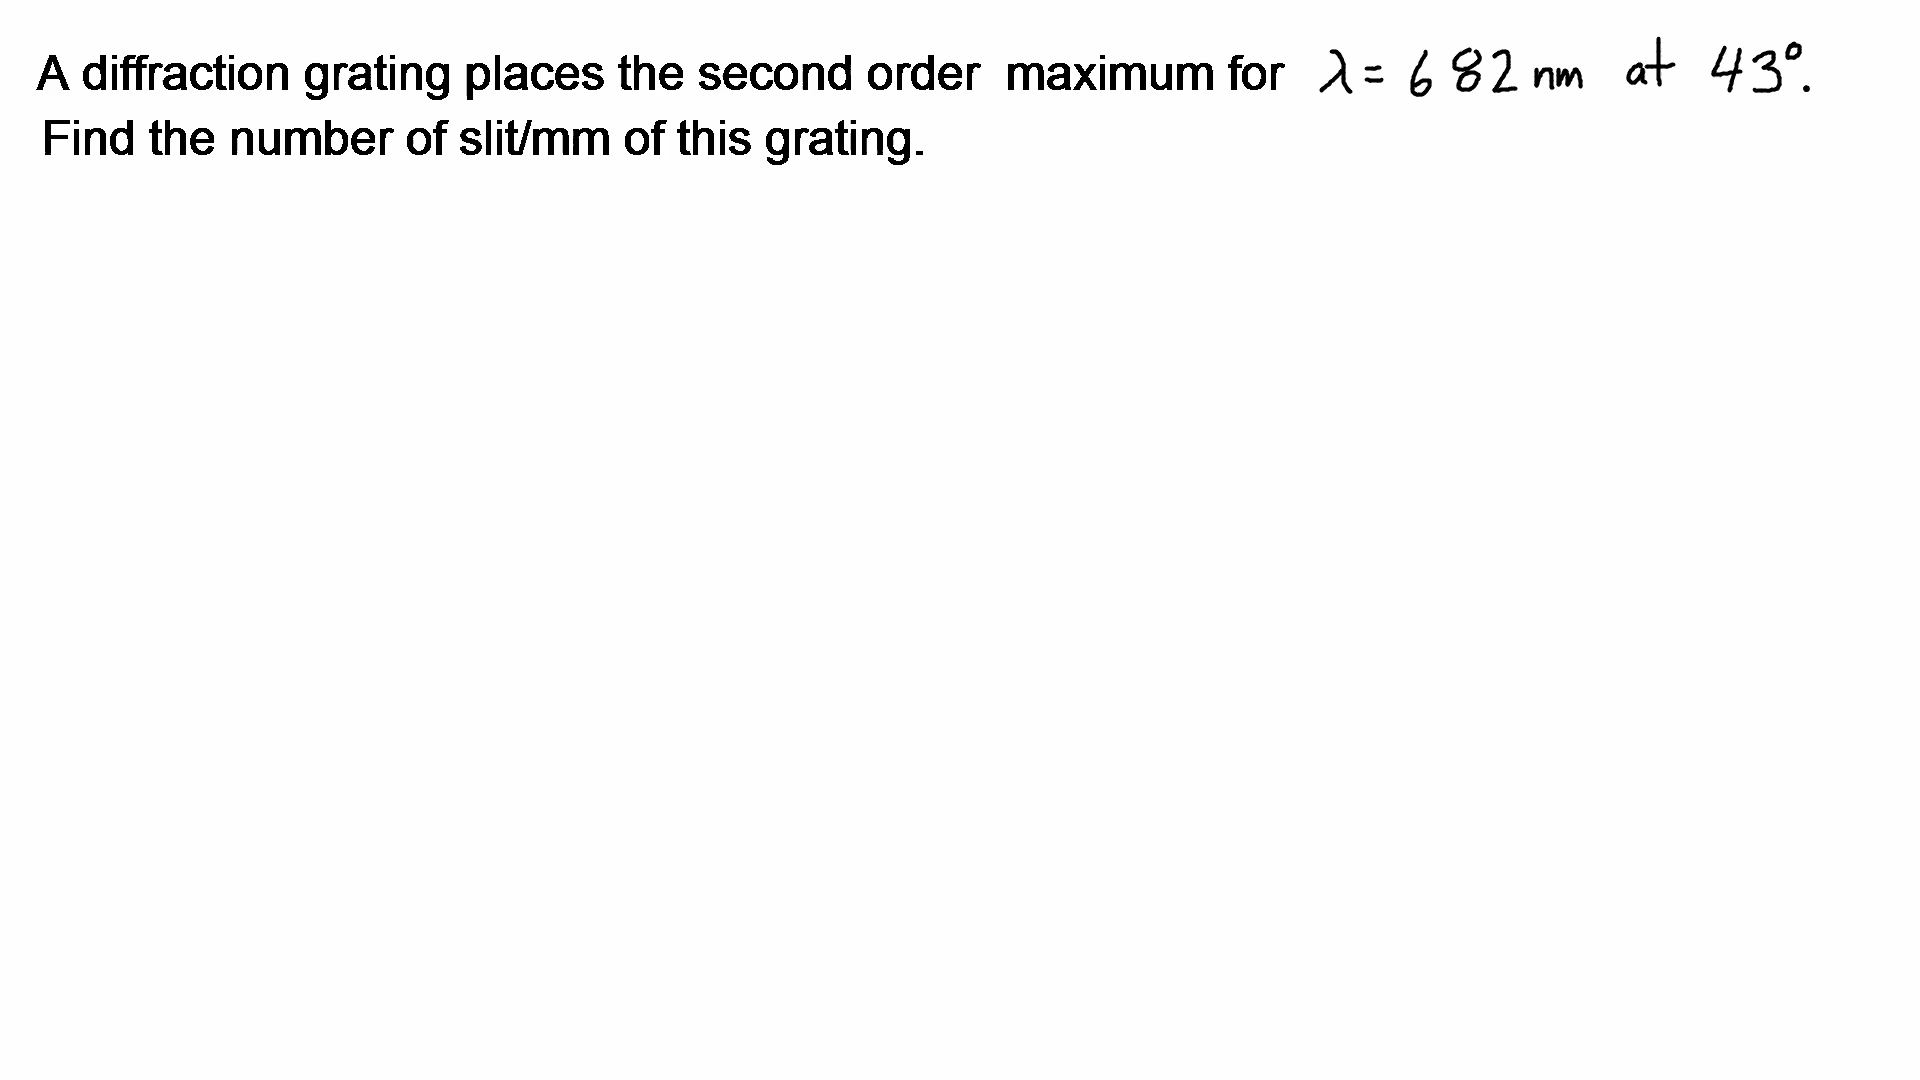 A diffraction grating places the second order maximum for λ = 682 nm at 43°.
Find the number of slit/mm of this grating.